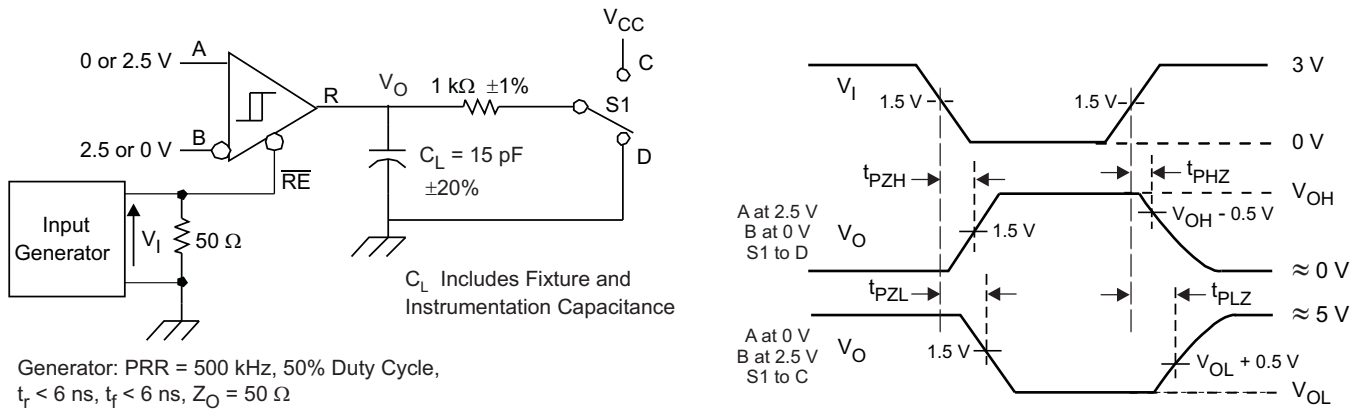 0 or 2.5 V
A
2.5 or 0 V
B
R
V_O
1 kΩ ±1%
V_CC
C
S1
D
C_L = 15 pF
±20%
RE
Input
Generator
V_I
50 Ω
C_L Includes Fixture and
Instrumentation Capacitance
Generator: PRR = 500 kHz, 50% Duty Cycle,
t_r < 6 ns, t_f < 6 ns, Z_O = 50 Ω
V_I
1.5 V
1.5 V
3 V
0 V
t_PZH
t_PHZ
V_OH
A at 2.5 V
B at 0 V
S1 to D
V_O
1.5 V
V_OH - 0.5 V
≈ 0 V
t_PZL
t_PLZ
≈ 5 V
A at 0 V
B at 2.5 V
S1 to C
V_O
1.5 V
V_OL + 0.5 V
V_OL